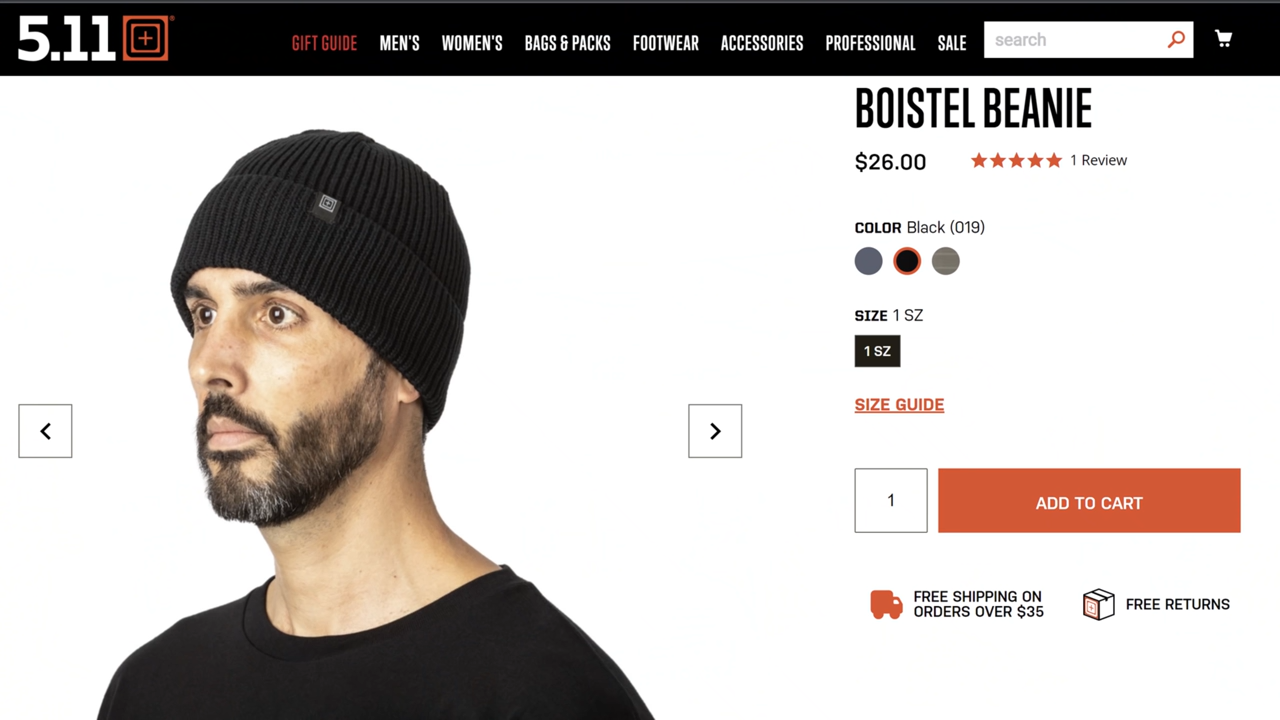 5.11
GIFT GUIDE MEN'S WOMEN'S BAGS & PACKS FOOTWEAR ACCESSORIES PROFESSIONAL SALE search
BOISTEL BEANIE
$26.00 1 Review
COLOR Black (019)
SIZE 1 SZ
1 SZ
SIZE GUIDE
1 ADD TO CART
FREE SHIPPING ON
ORDERS OVER $35
FREE RETURNS